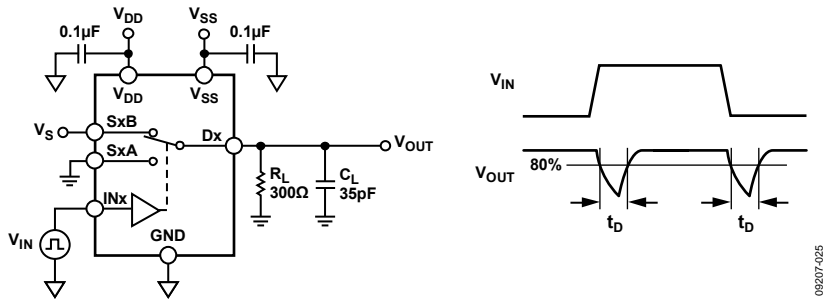 VDD
VSS
0.1µF
0.1µF
VDD
VSS
VS
SxB
Dx
VOUT
SxA
RL
300Ω
CL
35pF
INx
VIN
GND
VIN
VOUT
80%
tD
tD
09207-025